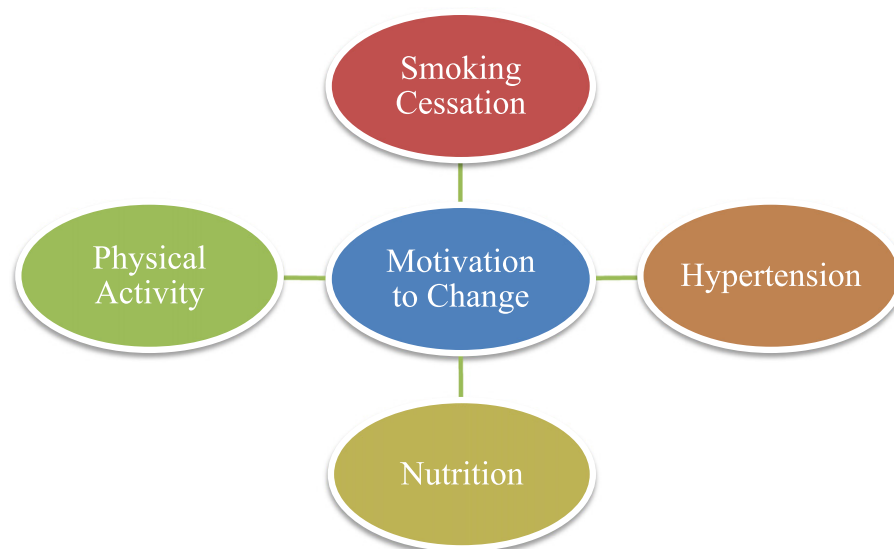 Smoking
Cessation
Physical
Activity
Motivation
to Change
Hypertension
Nutrition